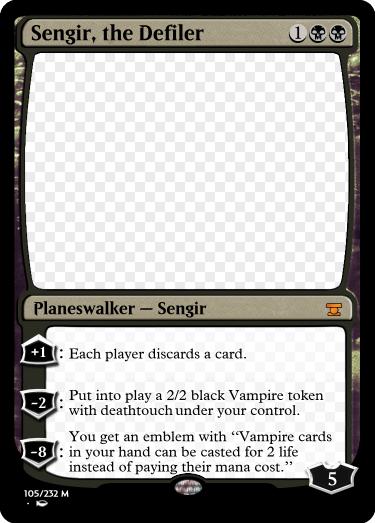 Sengir, the Defiler 1
Planeswalker — Sengir
+1: Each player discards a card.
-2: Put into play a 2/2 black Vampire token
with deathtouch under your control.
-8: You get an emblem with “Vampire cards
in your hand can be casted for 2 life
instead of paying their mana cost.”
5
105/232 M